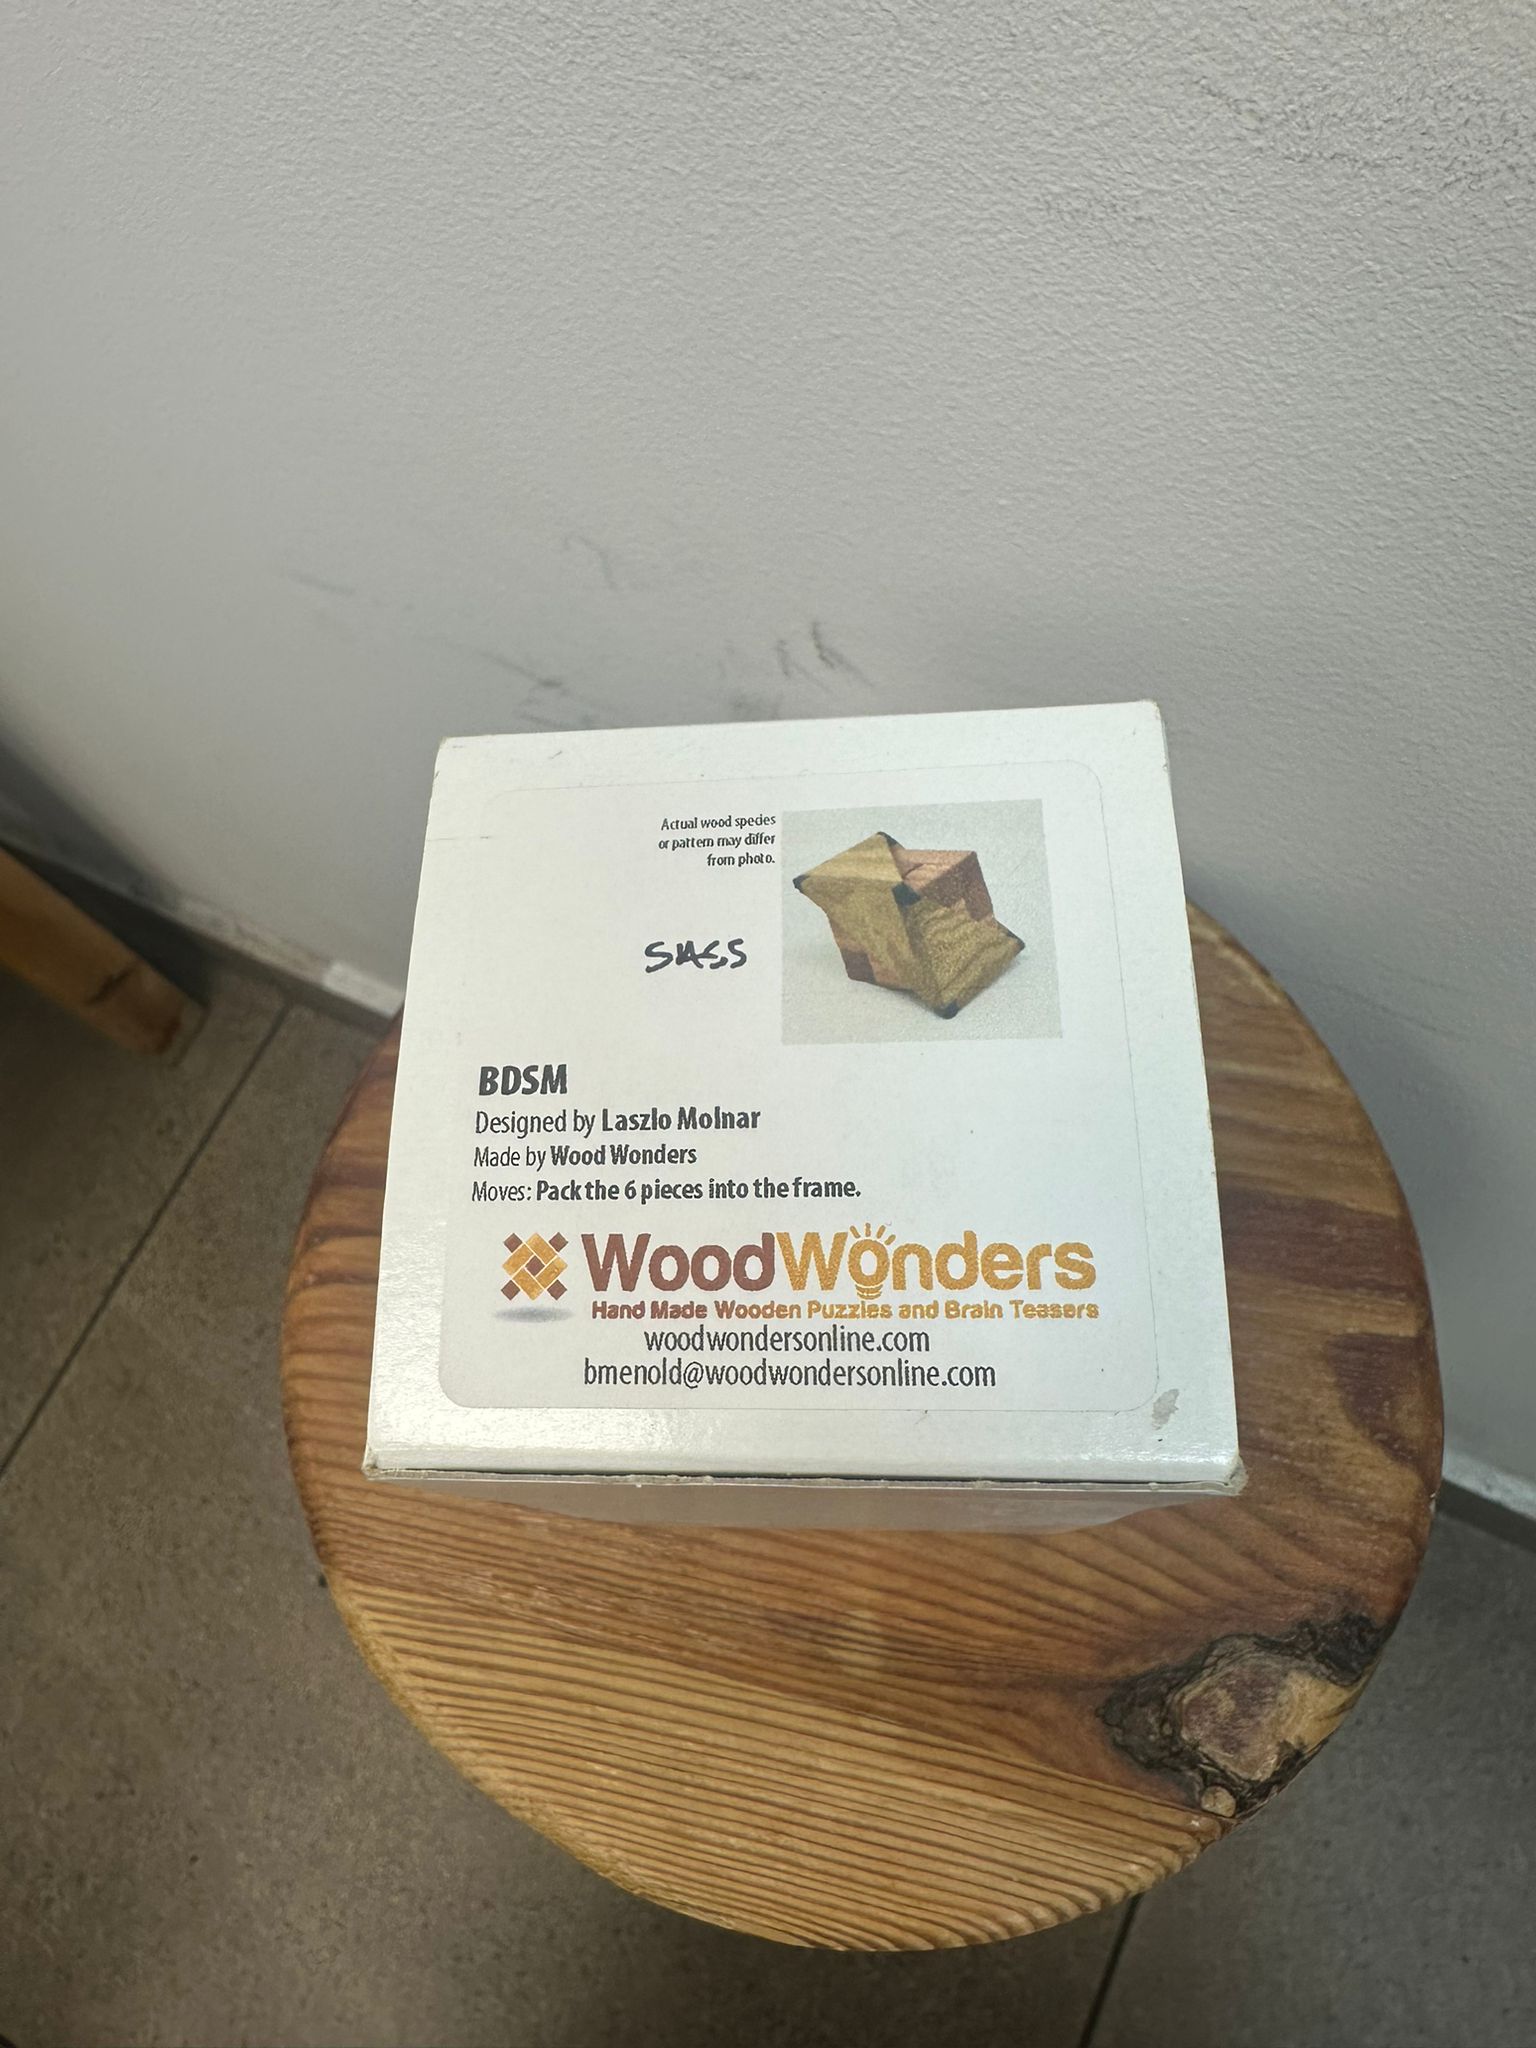 Actual wood species
or pattern may differ
from photo.
SASS
BDSM
Designed by Laszlo Molnar
Made by Wood Wonders
Moves: Pack the 6 pieces into the frame.
WoodWonders
Hand Made Wooden Puzzles and Brain Teasers
woodwondersonline.com
bmenold@woodwondersonline.com